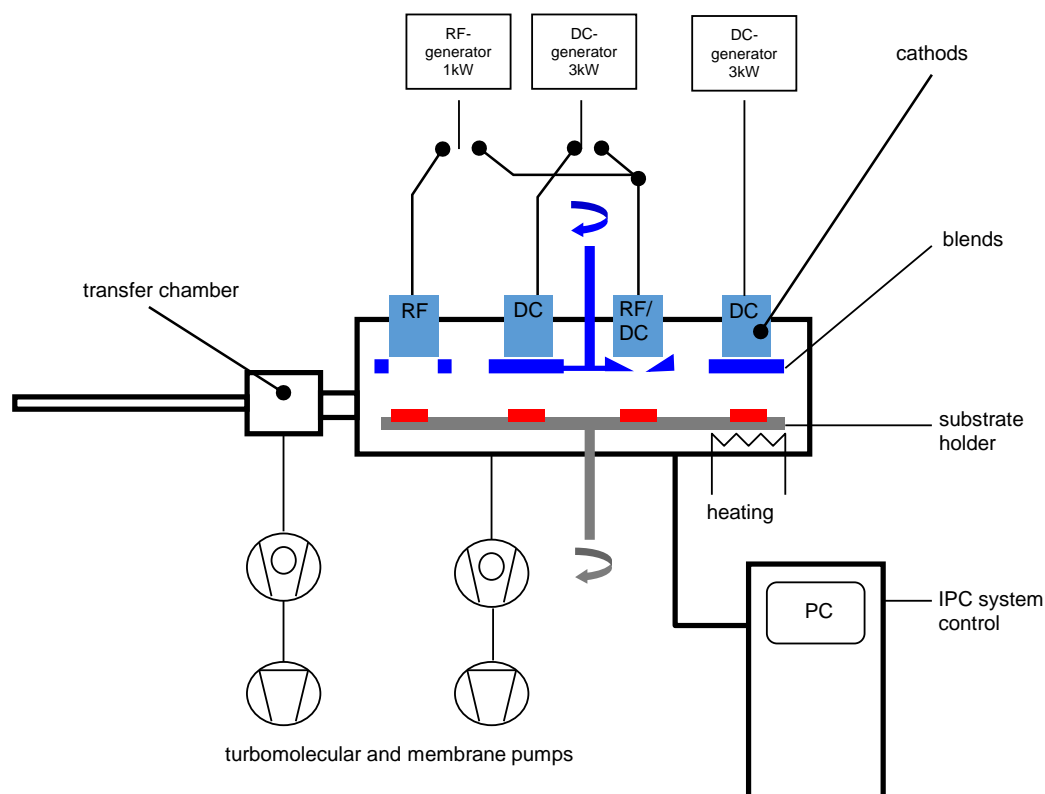 RF-
generator
1kW
DC-
generator
3kW
DC-
generator
3kW
cathods
blends
transfer chamber
RF
DC
RF/
DC
DC
substrate
holder
heating
IPC system
control
PC
turbomolecular and membrane pumps